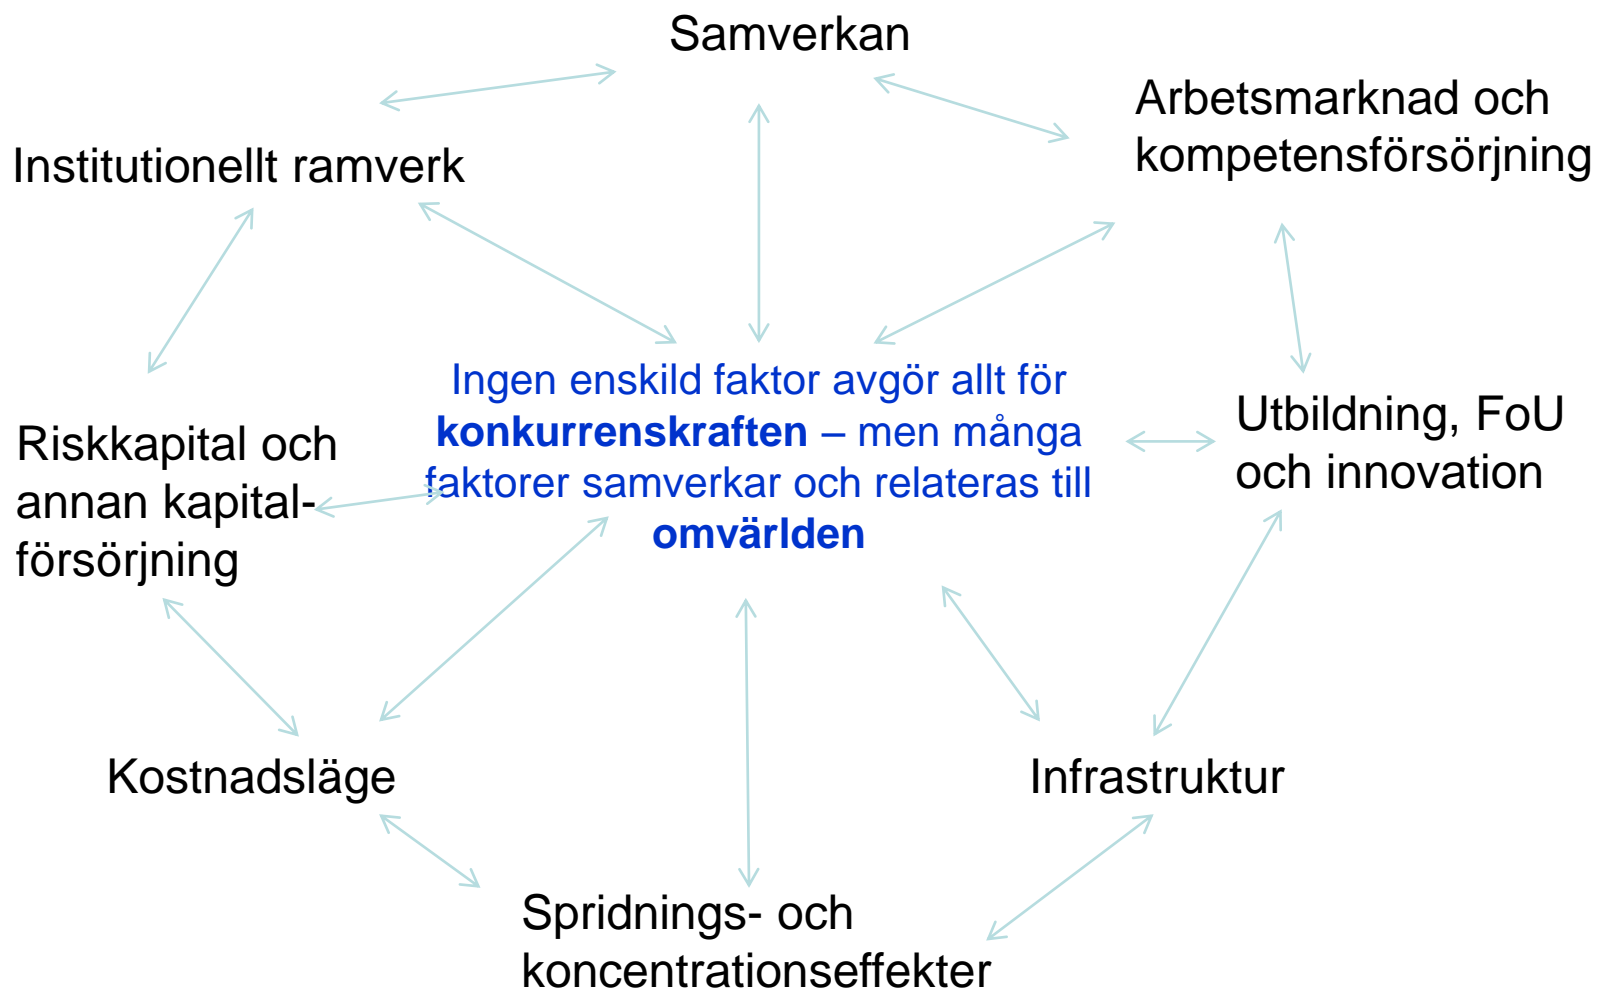 Samverkan
Arbetsmarknad och
kompetensförsörjning
Institutionellt ramverk
Ingen enskild faktor avgör allt för
konkurrenskraften – men många
faktorer samverkar och relateras till
omvärlden
Utbildning, FoU
och innovation
Riskkapital och
annan kapital-
försörjning
Kostnadsläge
Infrastruktur
Spridnings- och
koncentrationseffekter